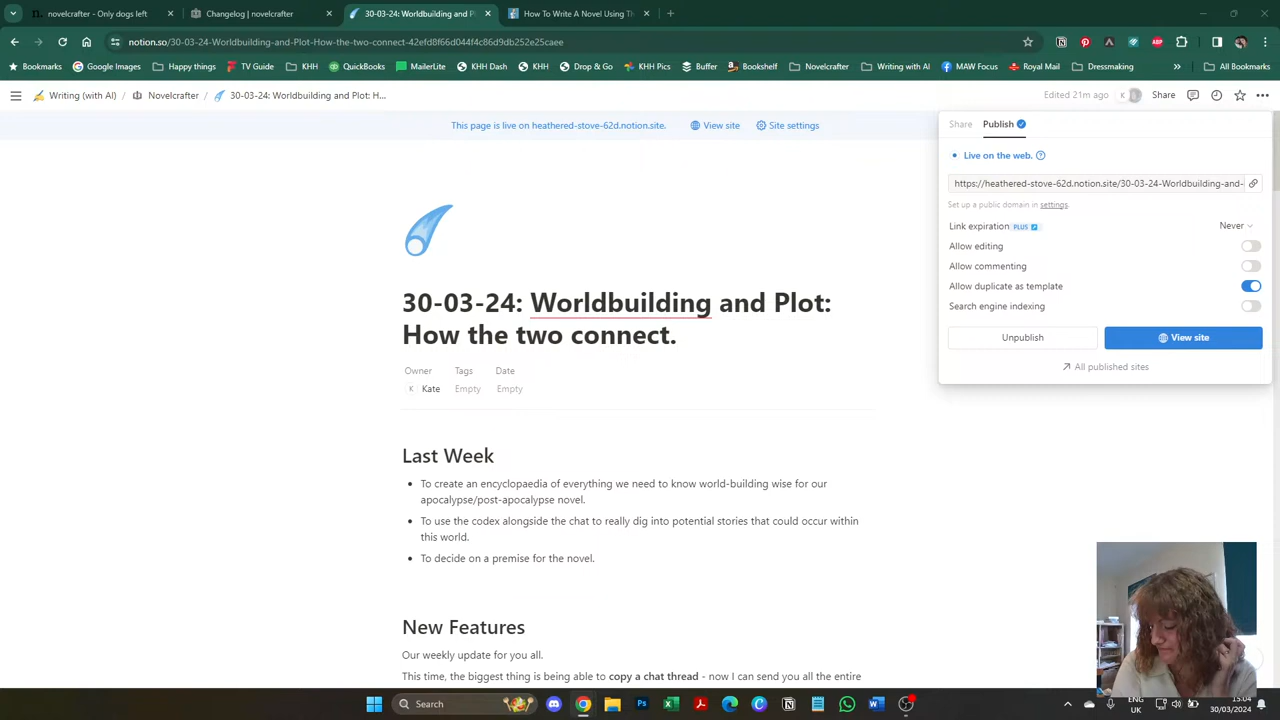 novelcrafter - Only dogs left
Changelog | novelcrafter
30-03-24: Worldbuilding and P
How To Write A Novel Using Th
notion.so/30-03-24-Worldbuilding-and-Plot-How-the-two-connect-42efd8f66d044f4c86d9db252e25caee
Bookmarks Google Images Happy things TV Guide KHH QuickBooks MailerLite KHH Dash KHH Drop & Go KHH Pics Buffer Bookshelf Novelcrafter Writing with AI MAW Focus Royal Mail Dressmaking All Bookmarks
Writing (with AI) / Novelcrafter / 30-03-24: Worldbuilding and Plot: H... Edited 21m ago K Share
This page is live on heathered-stove-62d.notion.site. View site Site settings
Share Publish
Live on the web.
https://heathered-stove-62d.notion.site/30-03-24-Worldbuilding-and-
Set up a public domain in settings.
Link expiration PLUS Never
Allow editing
Allow commenting
Allow duplicate as template
Search engine indexing
Unpublish View site
All published sites
30-03-24: Worldbuilding and Plot:
How the two connect.
Owner Tags Date
K Kate Empty Empty
Last Week
• To create an encyclopaedia of everything we need to know world-building wise for our
apocalypse/post-apocalypse novel.
• To use the codex alongside the chat to really dig into potential stories that could occur within
this world.
• To decide on a premise for the novel.
New Features
Our weekly update for you all.
This time, the biggest thing is being able to copy a chat thread - now I can send you all the entire
Search
ENG
UK
15:04
30/03/2024